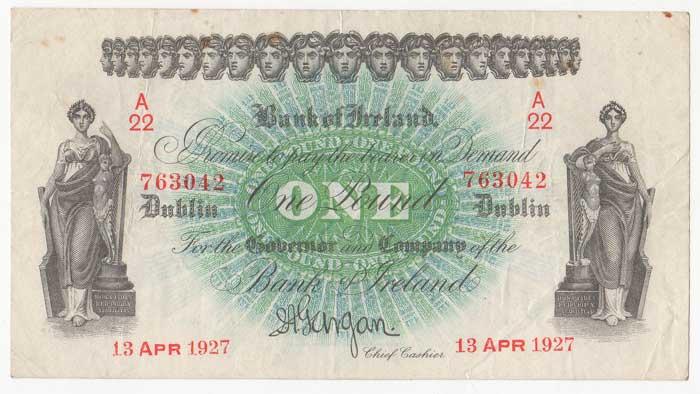 A
22
A
22
Bank of Ireland.
Promise to pay the bearer on Demand
763042
One Pound
763042
ONE
Dublin
Dublin
For the Governor and Company of the
Bank of Ireland
A Gargan.
13 APR 1927
Chief Cashier
13 APR 1927